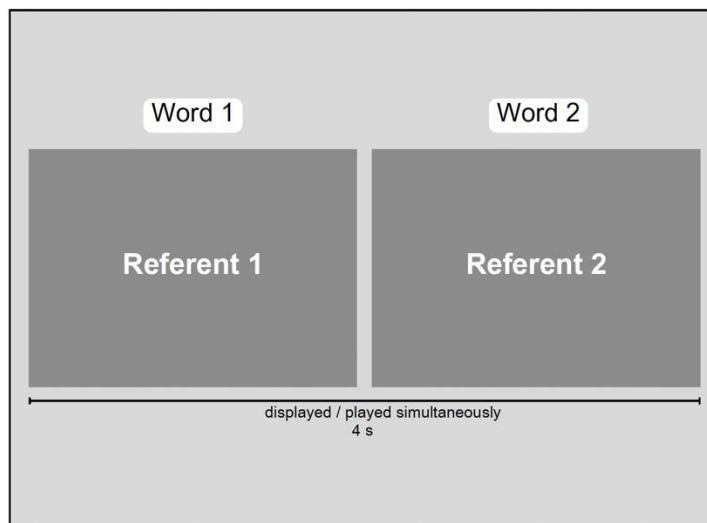 Word 1
Word 2
Referent 1
Referent 2
displayed / played simultaneously
4 s